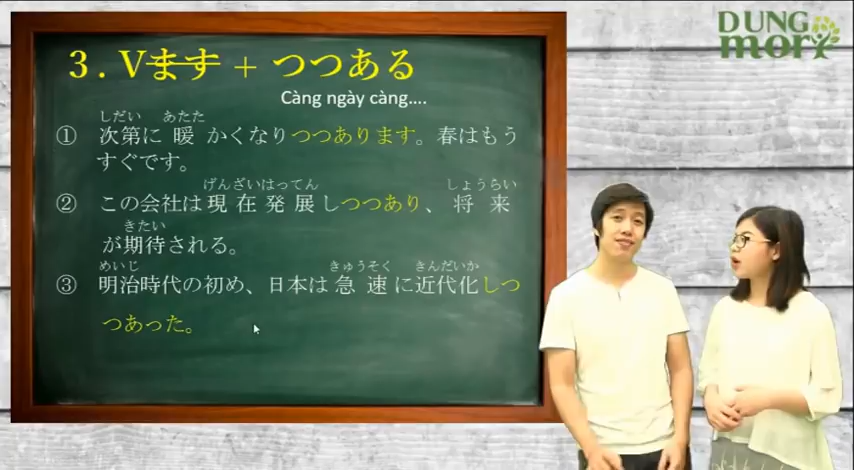 DUNG
mori
3. Vます + つつある
Càng ngày càng....
しだい あたた
① 次第に 暖 かくなりつつあります。春はもう
すぐです。
げんざいはってん しょうらい
② この会社は現在発展しつつあり、将来
きたい
が期待される。
めいじ きゅうそく きんだいか
③ 明治時代の初め、日本は急速に近代化しつ
つあった。